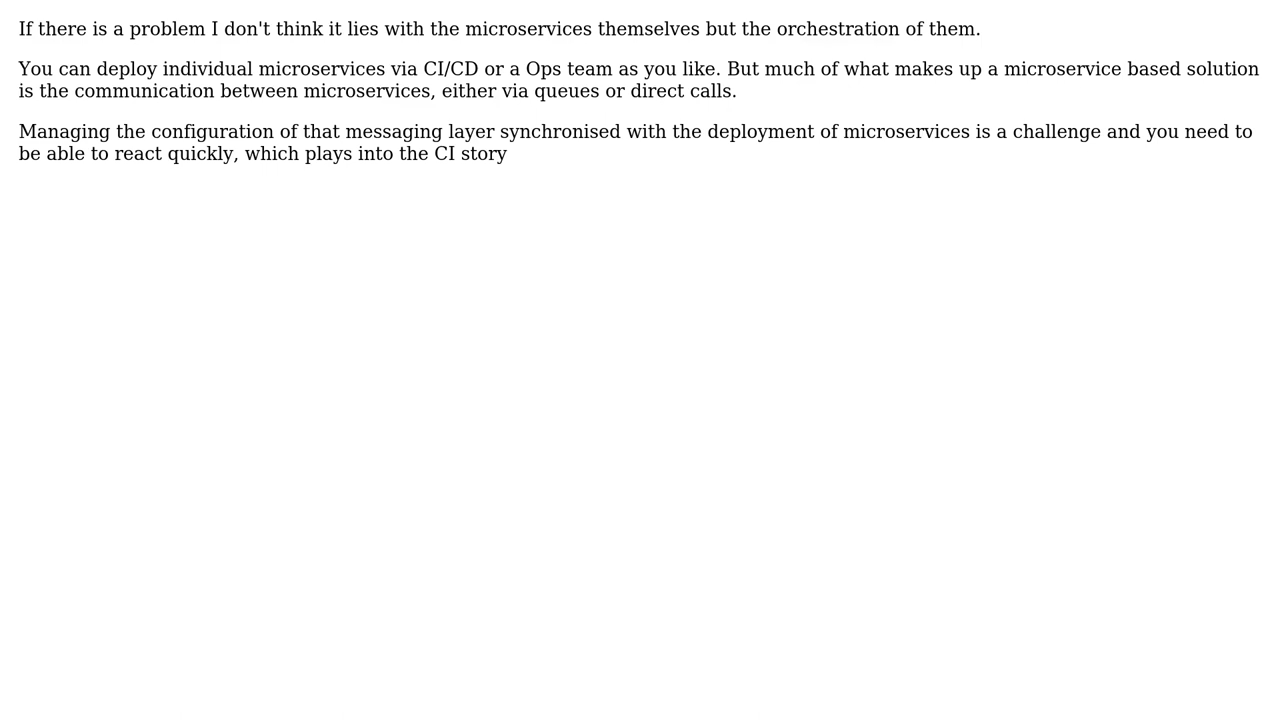 If there is a problem I don't think it lies with the microservices themselves but the orchestration of them.
You can deploy individual microservices via CI/CD or a Ops team as you like. But much of what makes up a microservice based solution
is the communication between microservices, either via queues or direct calls.
Managing the configuration of that messaging layer synchronised with the deployment of microservices is a challenge and you need to
be able to react quickly, which plays into the CI story